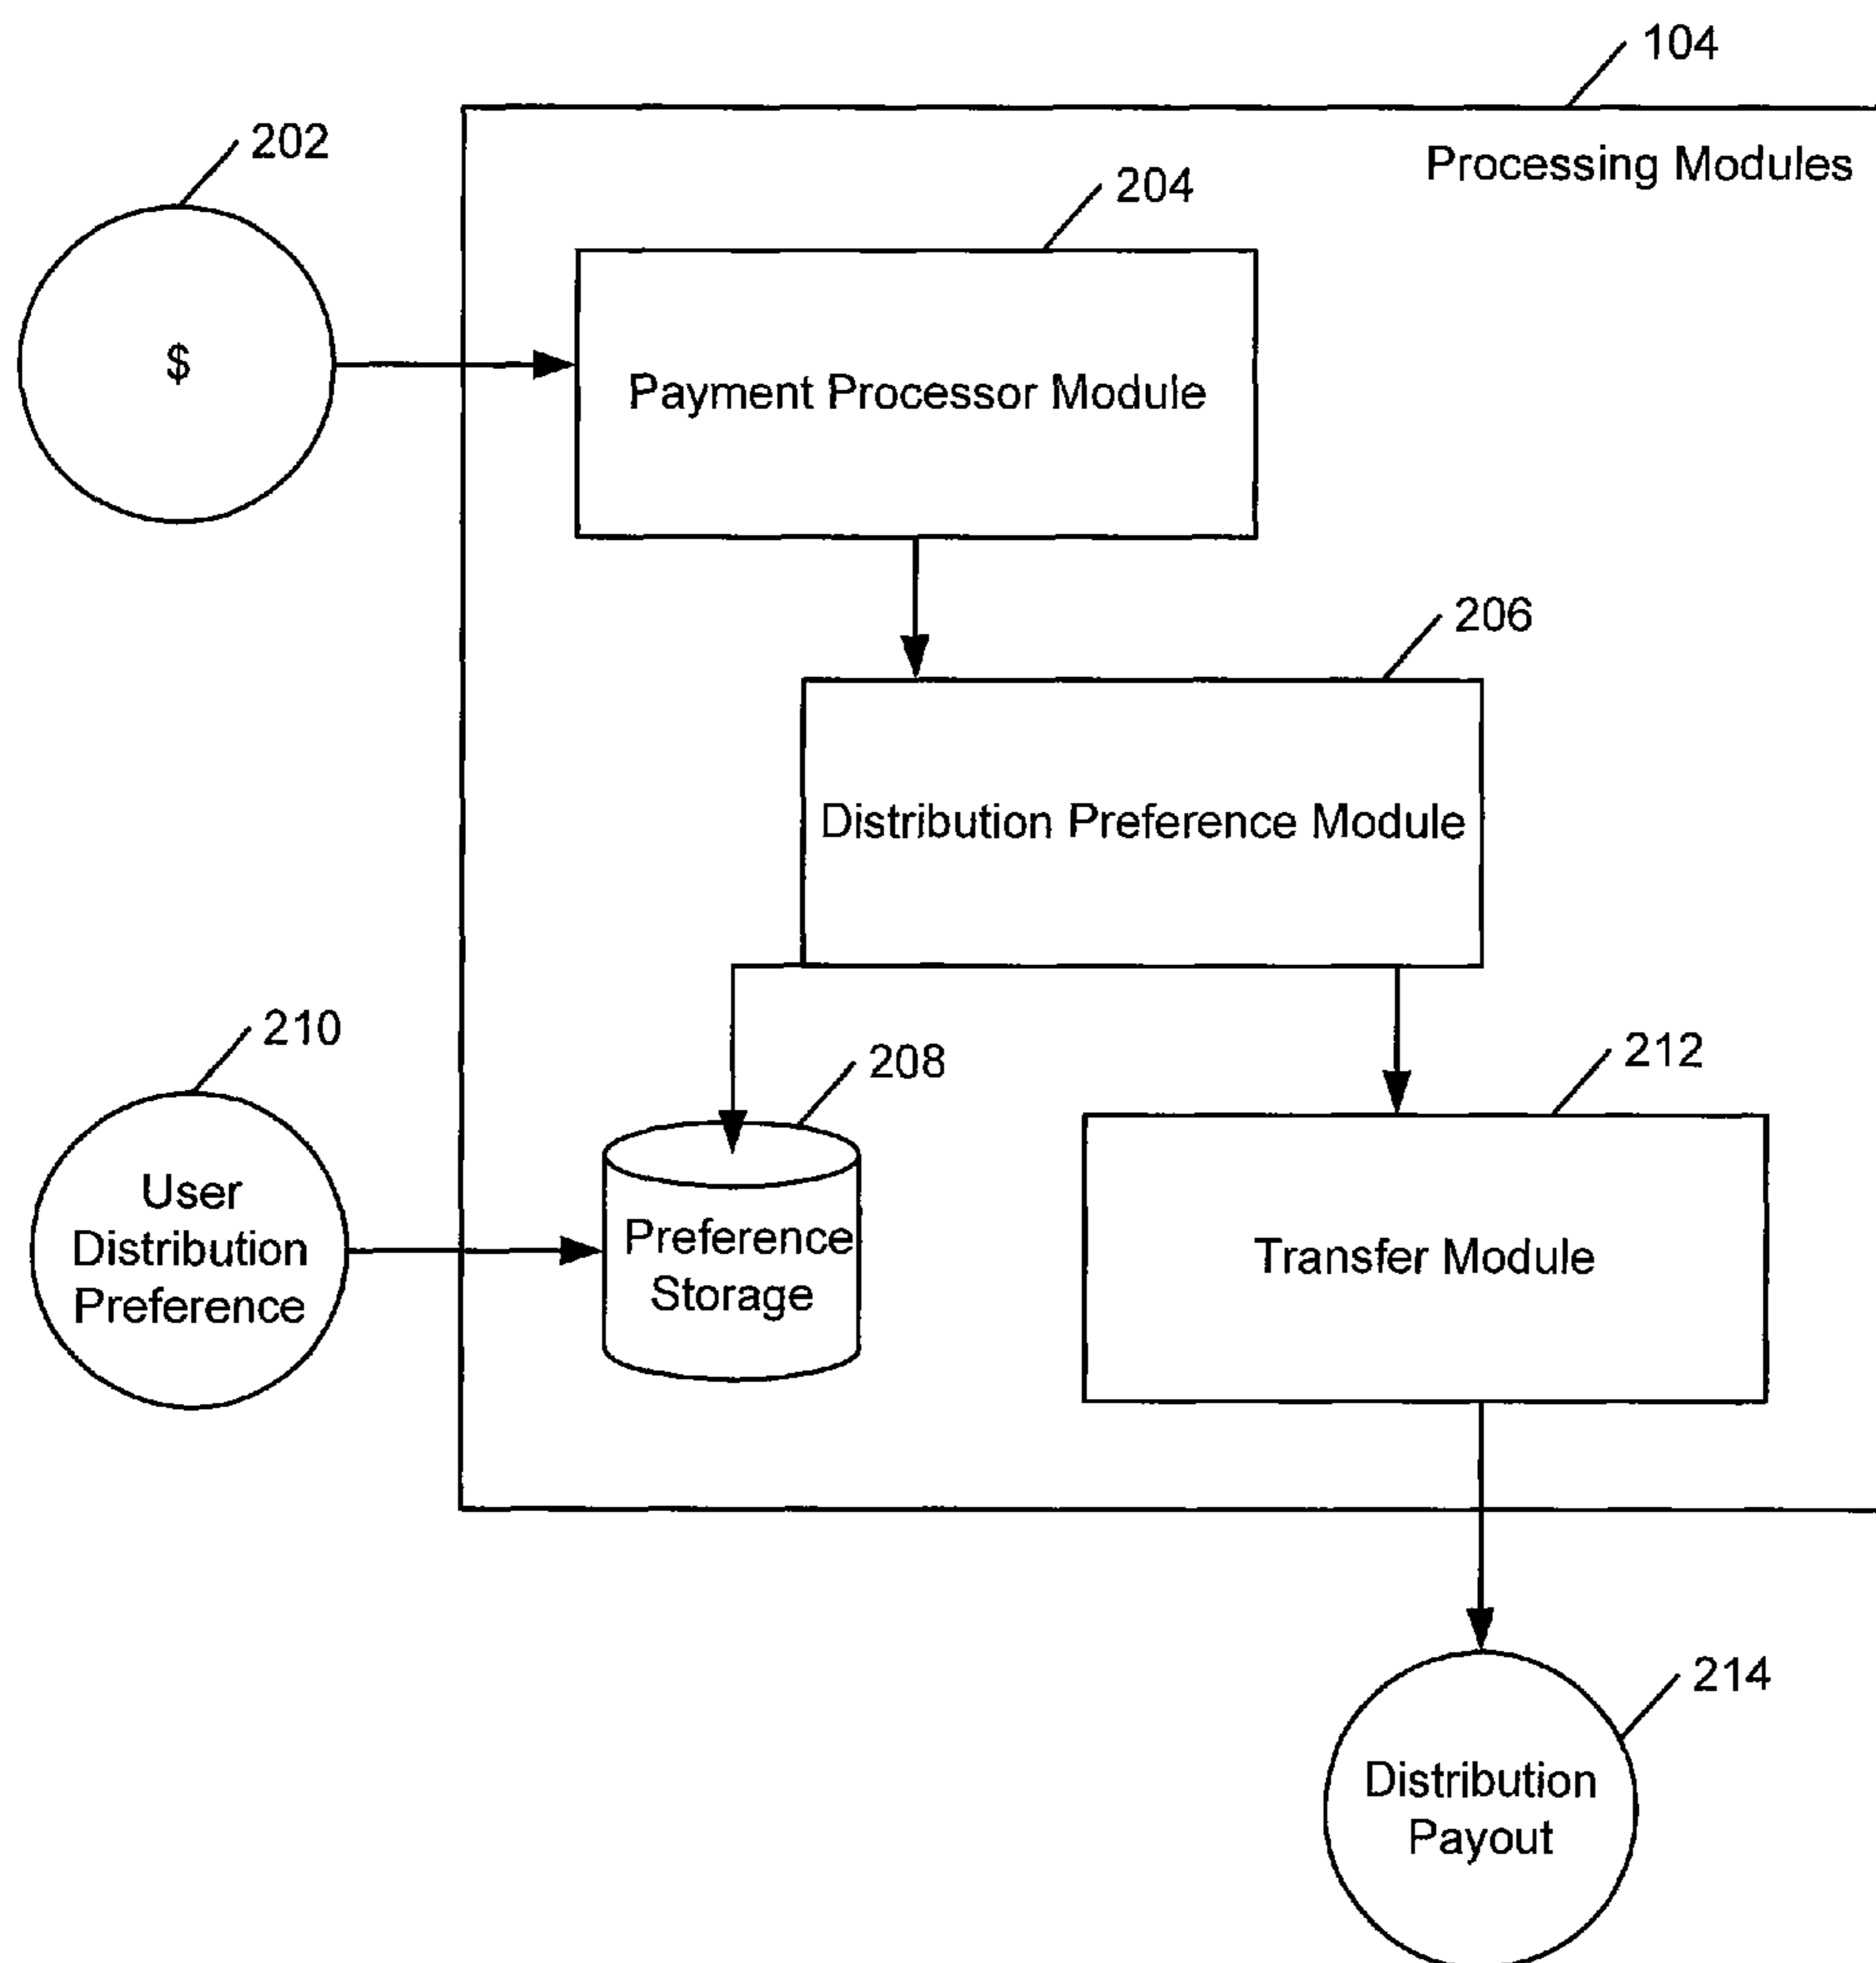 104
Processing Modules
202
204
$
Payment Processor Module
206
Distribution Preference Module
210
208
212
User
Distribution
Preference
Preference
Storage
Transfer Module
214
Distribution
Payout